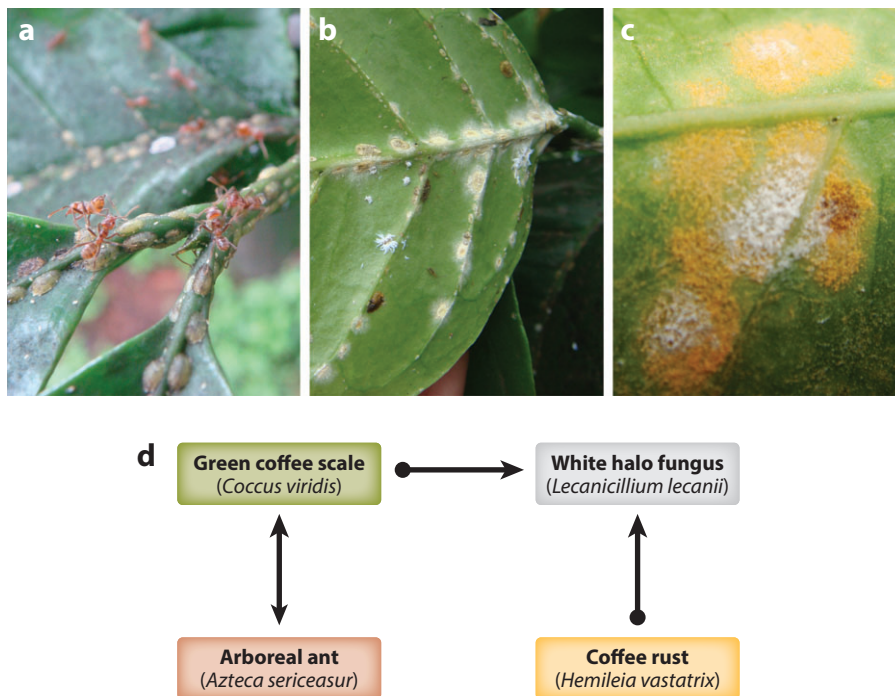 a
b
c
d
Green coffee scale
(Coccus viridis)
White halo fungus
(Lecanicillium lecanii)
Arboreal ant
(Azteca sericeasur)
Coffee rust
(Hemileia vastatrix)